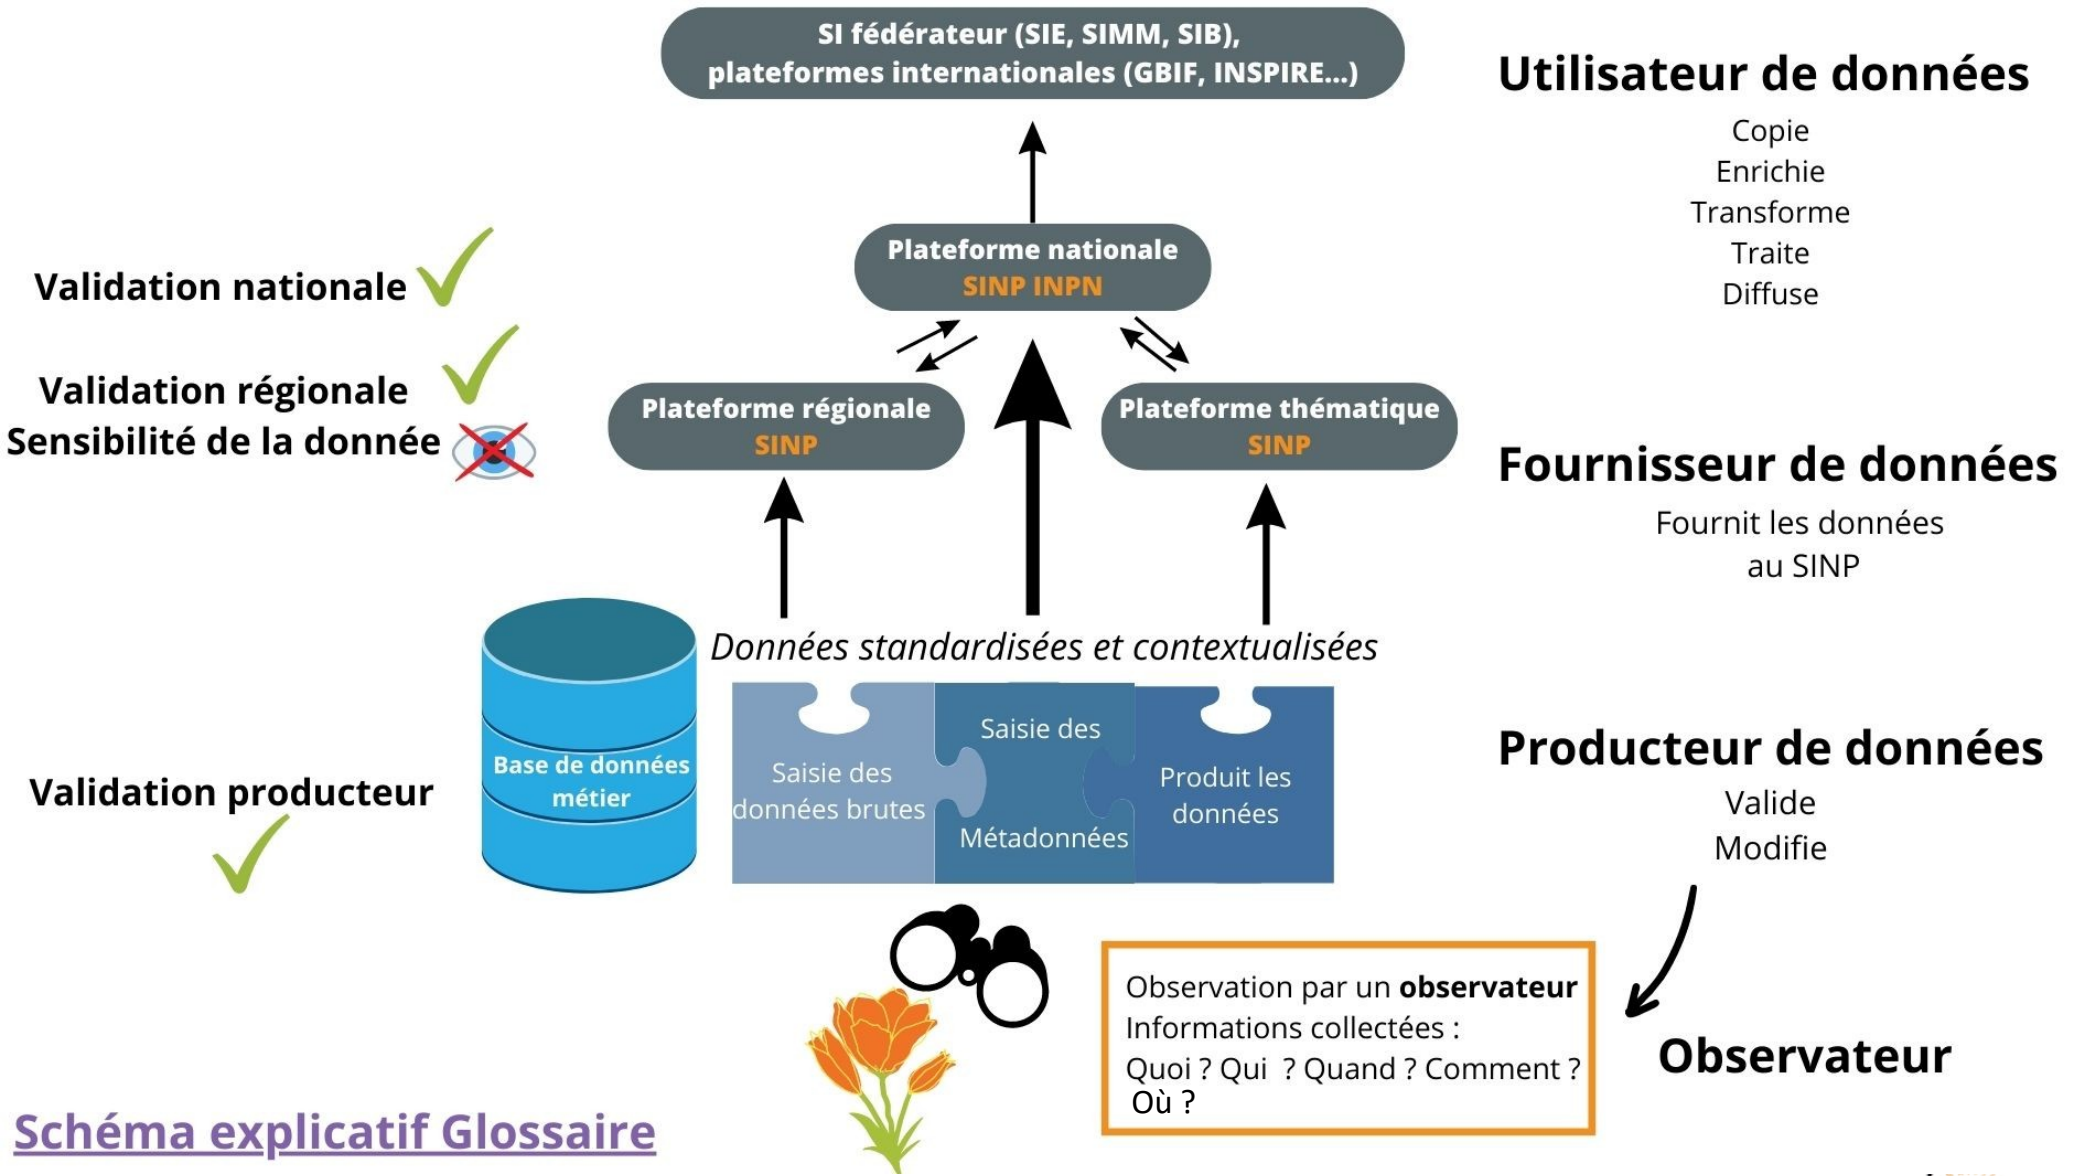 SI fédérateur (SIE, SIMM, SIB),
plateformes internationales (GBIF, INSPIRE...)
Utilisateur de données
Copie
Enrichie
Transforme
Traite
Diffuse
Plateforme nationale
SINP INPN
Validation nationale
Validation régionale
Sensibilité de la donnée
Plateforme régionale
SINP
Plateforme thématique
SINP
Fournisseur de données
Fournit les données
au SINP
Données standardisées et contextualisées
Base de données
métier
Saisie des
données brutes
Saisie des
Métadonnées
Produit les
données
Validation producteur
Producteur de données
Valide
Modifie
Observation par un observateur
Informations collectées :
Quoi ? Qui  ? Quand ? Comment ?
Où ?
Observateur
Schéma explicatif Glossaire